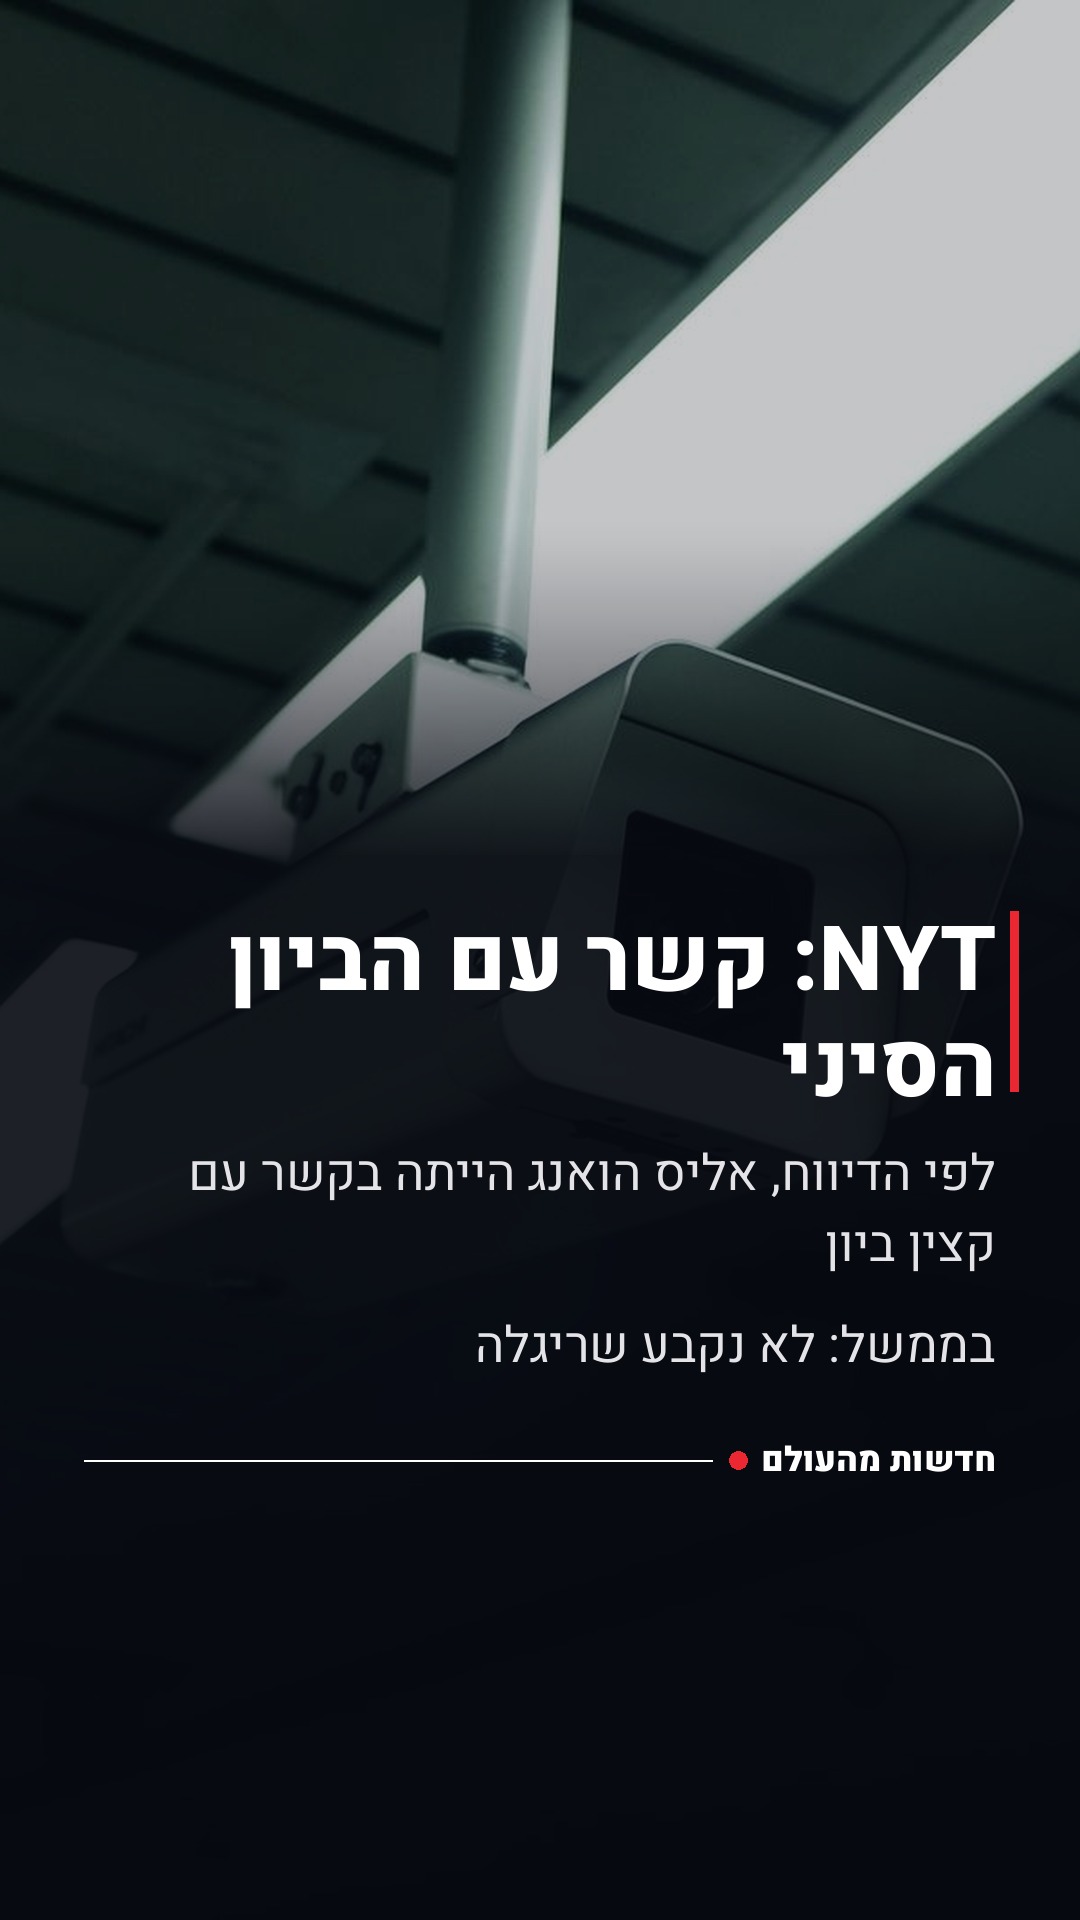 NYT: קשר עם הביון
הסיני
לפי הדיווח, אליס הואנג הייתה בקשר עם
קצין ביון
בממשל: לא נקבע שריגלה
חדשות מהעולם